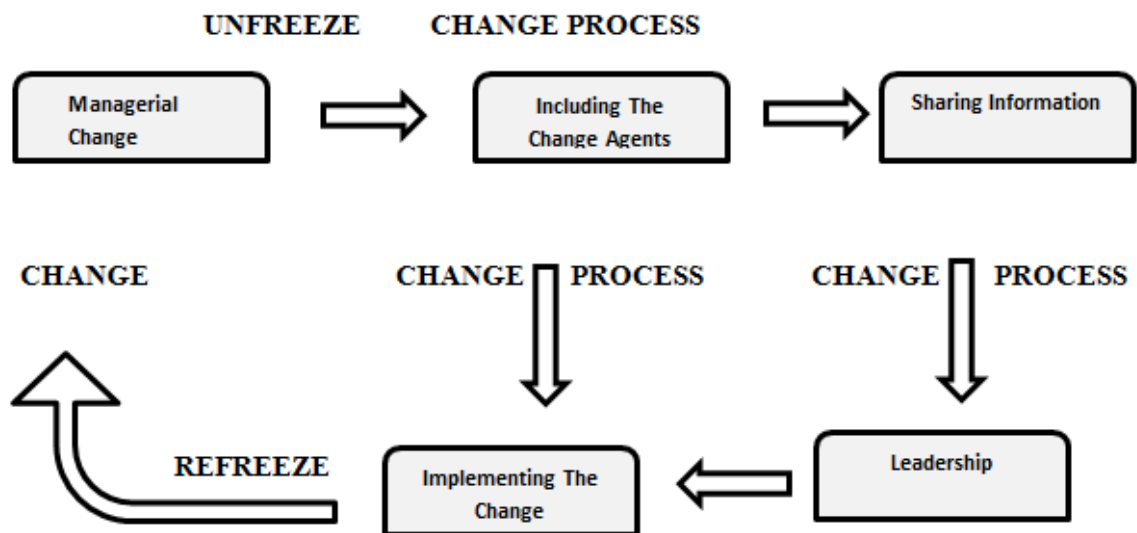 UNFREEZE CHANGE PROCESS
Managerial
Change
Including The
Change Agents
Sharing Information
CHANGE
CHANGE PROCESS
CHANGE PROCESS
REFREEZE
Implementing The
Change
Leadership